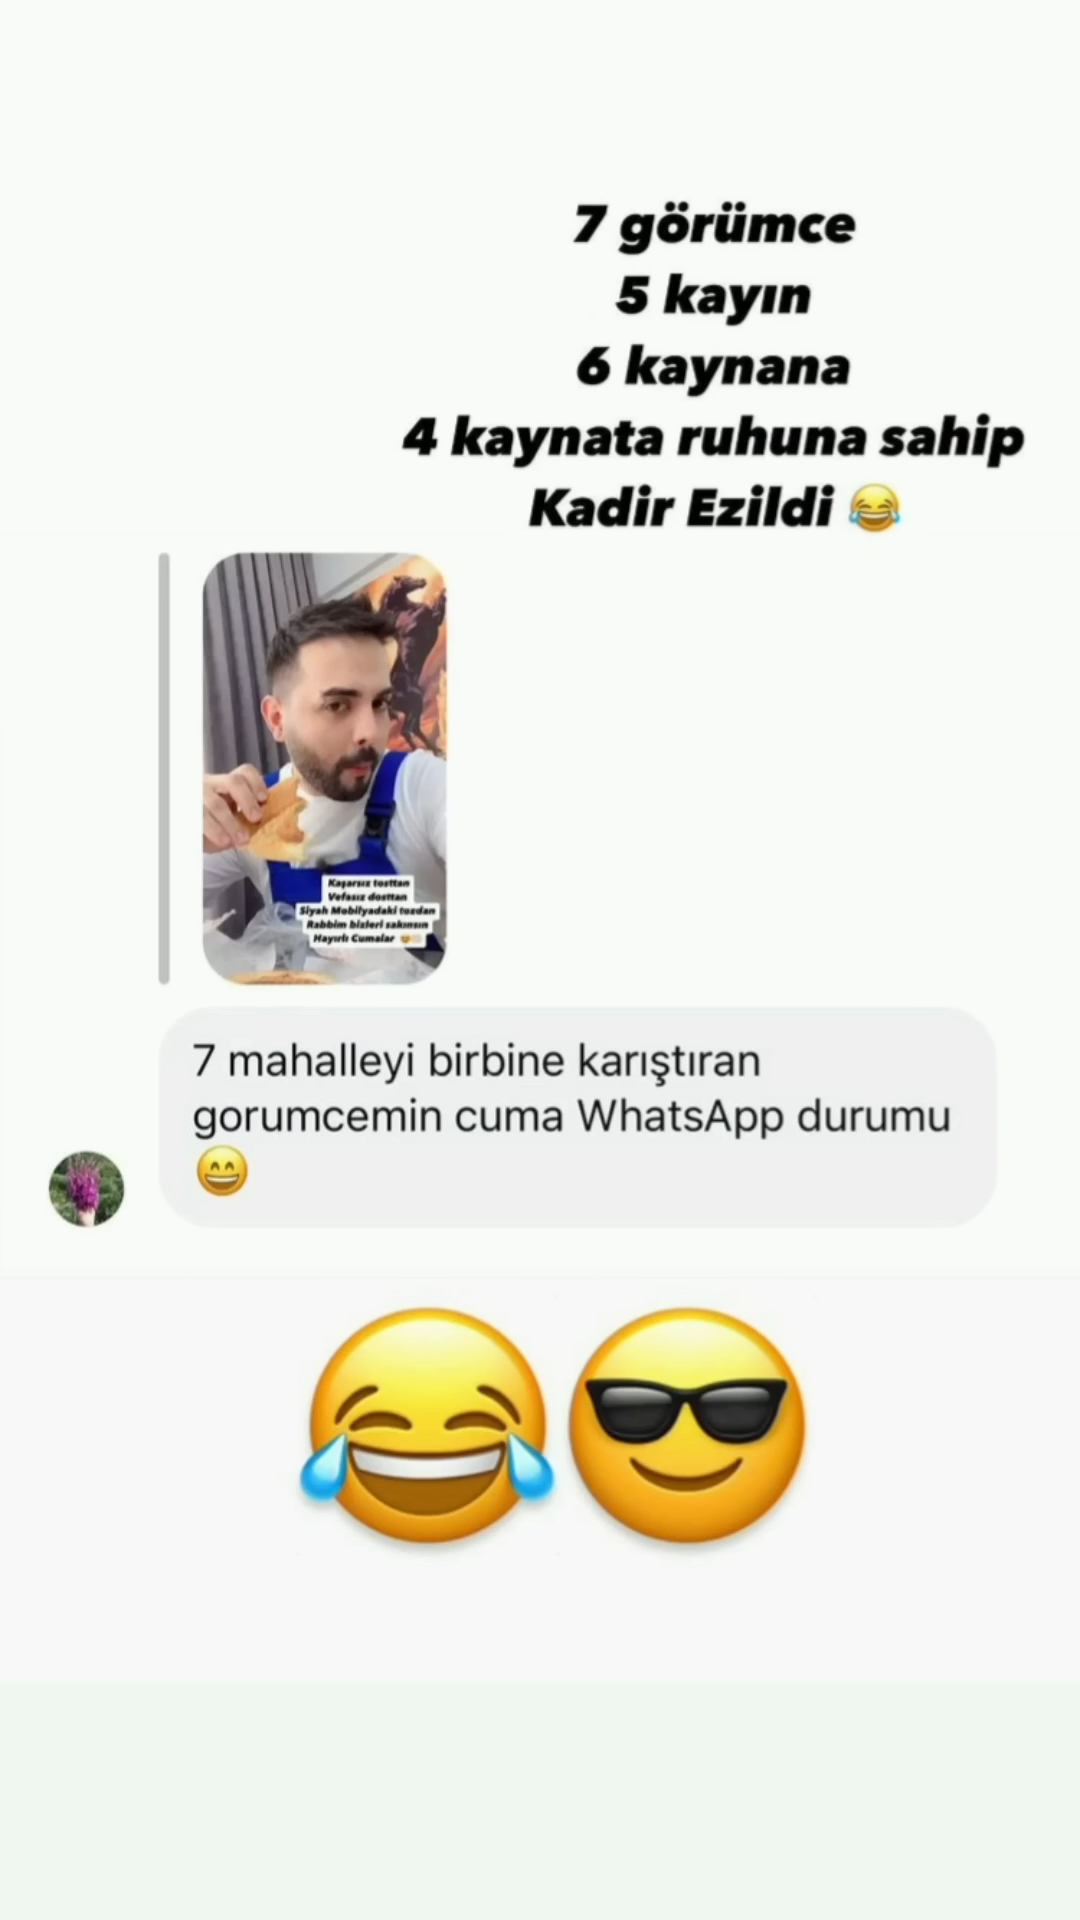 7 görümce
5 kayın
6 kaynana
4 kaynata ruhuna sahip
Kadir Ezildi 😂
Kaşarsız tosttan
Vefasız dosttan
Siyah Mobilyadaki tozdan
Rabbim bizleri sakınsın
Hayırlı Cumalar
7 mahalleyi birbine karıştıran
gorumcemin cuma WhatsApp durumu
😄